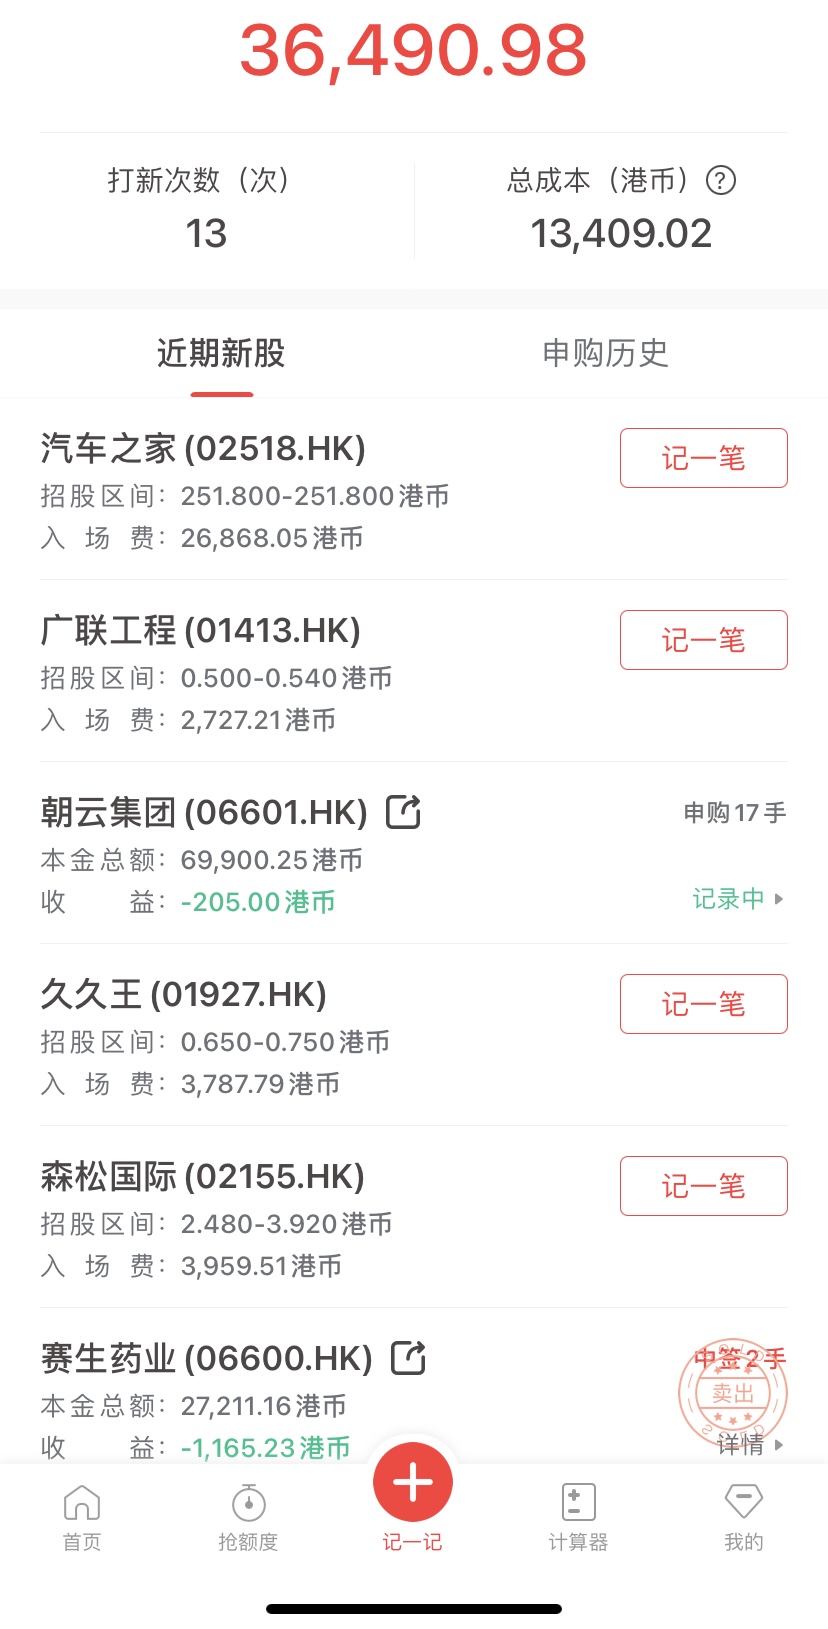 36,490.98
打新次数（次）
13
总成本（港币）?
13,409.02
近期新股
申购历史
汽车之家(02518.HK)
记一笔
招股区间：251.800-251.800港币
入场费：26,868.05港币
广联工程(01413.HK)
记一笔
招股区间：0.500-0.540港币
入场费：2,727.21港币
朝云集团(06601.HK)
申购17手
本金总额：69,900.25港币
收益：-205.00港币
记录中
久久王(01927.HK)
记一笔
招股区间：0.650-0.750港币
入场费：3,787.79港币
森松国际(02155.HK)
记一笔
招股区间：2.480-3.920港币
入场费：3,959.51港币
赛生药业(06600.HK)
中签2手
卖出
本金总额：27,211.16港币
收益：-1,165.23港币
详情
首页
抢额度
记一记
计算器
我的